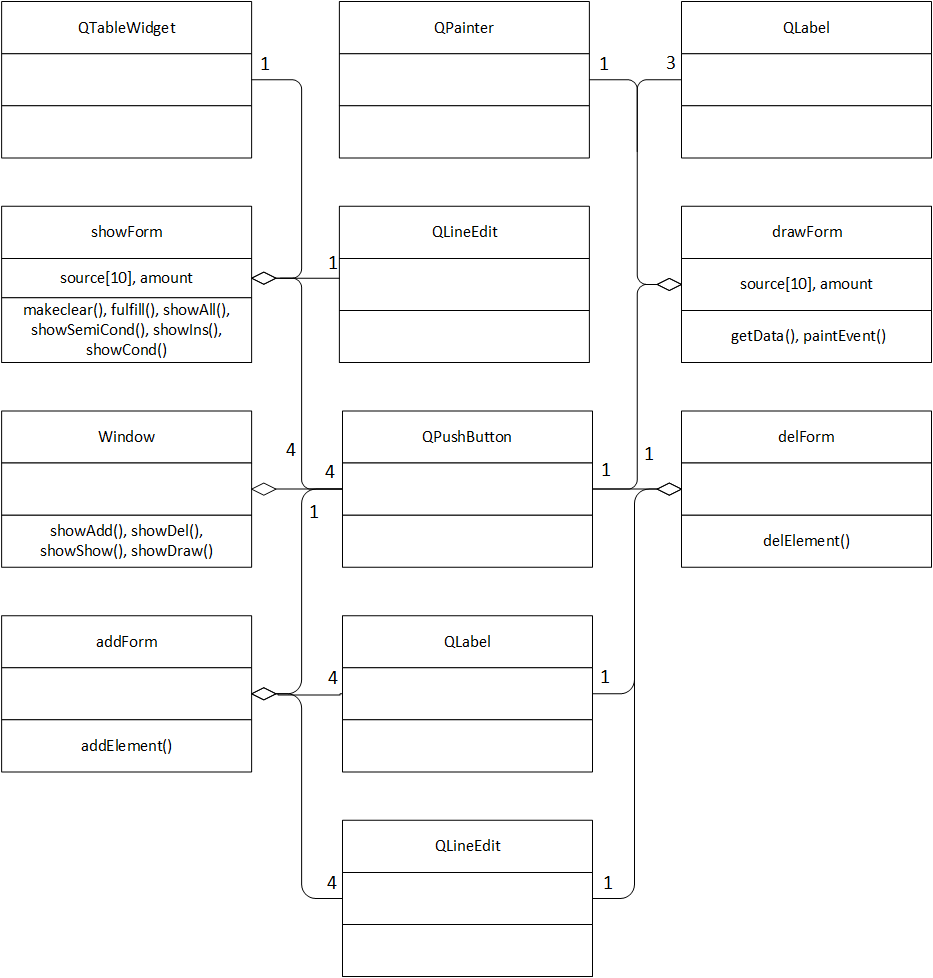 QTableWidget
QPainter
QLabel
1
1
3
showForm
QLineEdit
drawForm
source[10], amount
1
source[10], amount
makeclear(), fulfill(), showAll(),
showSemiCond(), showIns(),
showCond()
getData(), paintEvent()
Window
QPushButton
delForm
4
4
1
1
1
showAdd(), showDel(),
showShow(), showDraw()
delElement()
addForm
QLabel
4
1
addElement()
QLineEdit
4
1